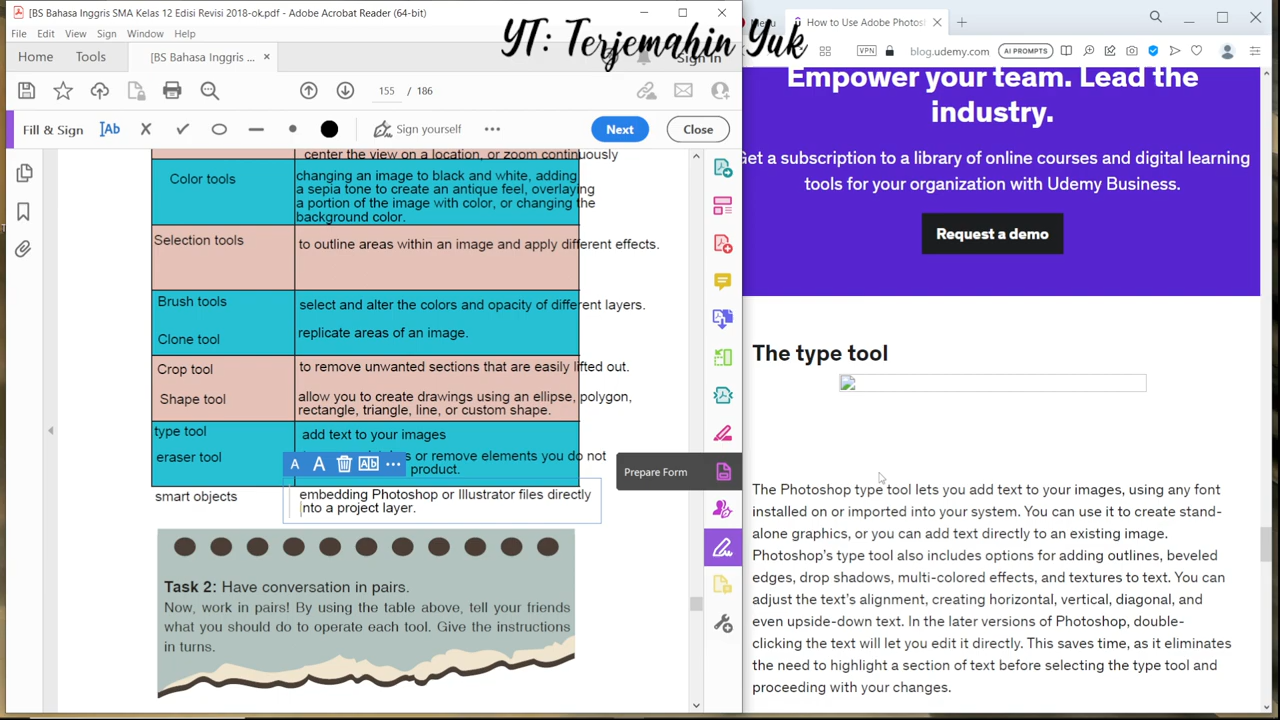 [BS Bahasa Inggris SMA Kelas 12 Edisi Revisi 2018-ok.pdf - Adobe Acrobat Reader (64-bit)
File Edit View Sign Window Help
Home Tools [BS Bahasa Inggris ... × Sign In
YT: Terjemahin Yuk
155 / 186
Fill & Sign Ab Sign yourself Next Close
center the view on a location, or zoom continuously
Color tools
changing an image to black and white, adding
a sepia tone to create an antique feel, overlaying
a portion of the image with color, or changing the
background color.
Selection tools
to outline areas within an image and apply different effects.
Brush tools
select and alter the colors and opacity of different layers.
Clone tool
replicate areas of an image.
Crop tool
to remove unwanted sections that are easily lifted out.
Shape tool
allow you to create drawings using an ellipse, polygon,
rectangle, triangle, line, or custom shape.
type tool
add text to your images
eraser tool
or remove elements you do not
product.
A A Ab
smart objects
embedding Photoshop or Illustrator files directly
nto a project layer.
Prepare Form
Task 2: Have conversation in pairs.
Now, work in pairs! By using the table above, tell your friends
what you should do to operate each tool. Give the instructions
in turns.
How to Use Adobe Photos
VPN blog.udemy.com AI PROMPTS
Empower your team. Lead the
industry.
Get a subscription to a library of online courses and digital learning
tools for your organization with Udemy Business.
Request a demo
The type tool
The Photoshop type tool lets you add text to your images, using any font
installed on or imported into your system. You can use it to create stand-
alone graphics, or you can add text directly to an existing image.
Photoshop’s type tool also includes options for adding outlines, beveled
edges, drop shadows, multi-colored effects, and textures to text. You can
adjust the text’s alignment, creating horizontal, vertical, diagonal, and
even upside-down text. In the later versions of Photoshop, double-
clicking the text will let you edit it directly. This saves time, as it eliminates
the need to highlight a section of text before selecting the type tool and
proceeding with your changes.